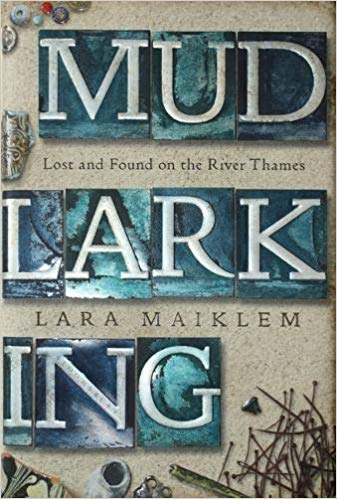 MUD
Lost and Found on the River Thames
LARK
LARA MAIKLEM
ING